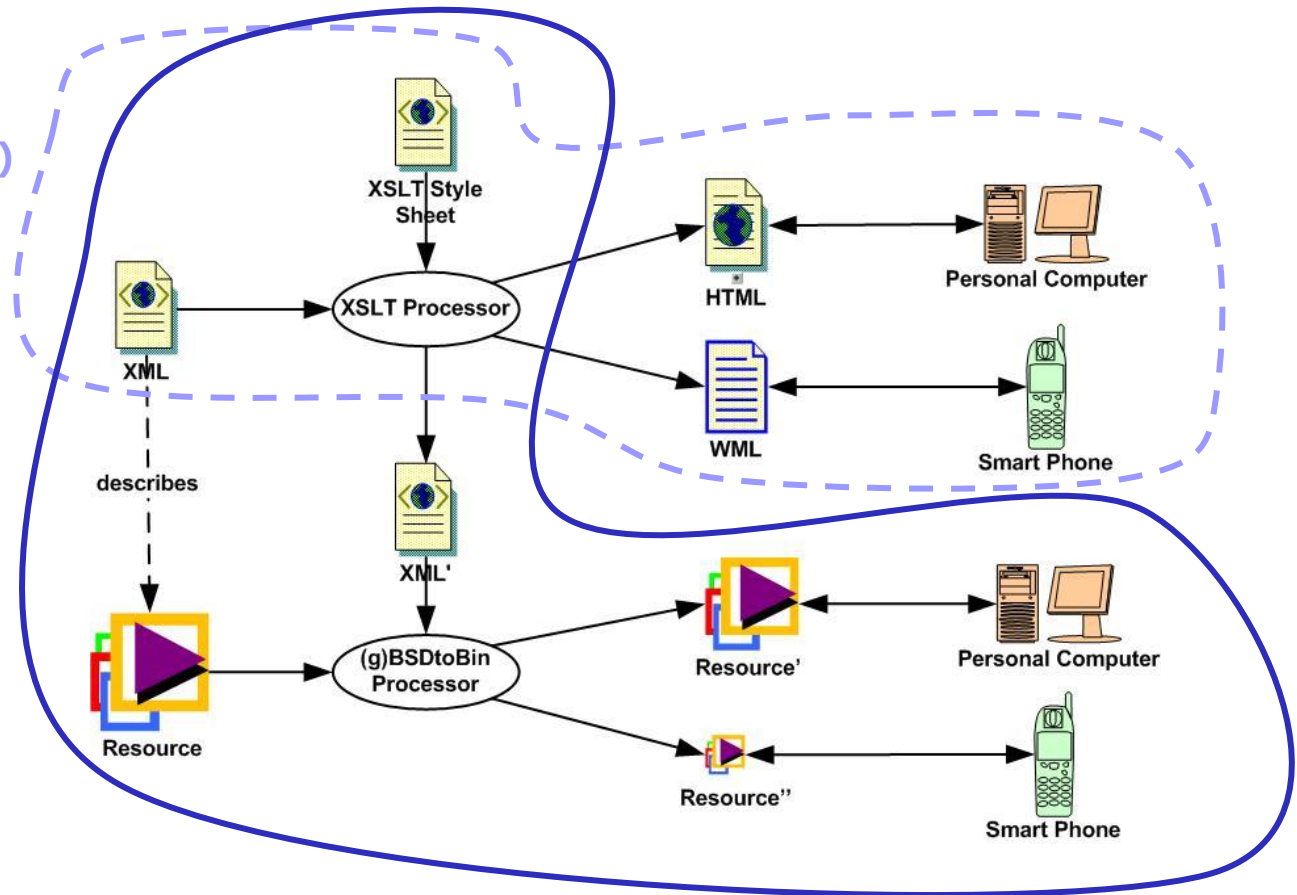 )
XSLT Style
Sheet
XML
XSLT Processor
HTML
Personal Computer
WML
Smart Phone
describes
XML'
Resource
(g)BSDtoBin
Processor
Resource’
Personal Computer
Resource’’
Smart Phone